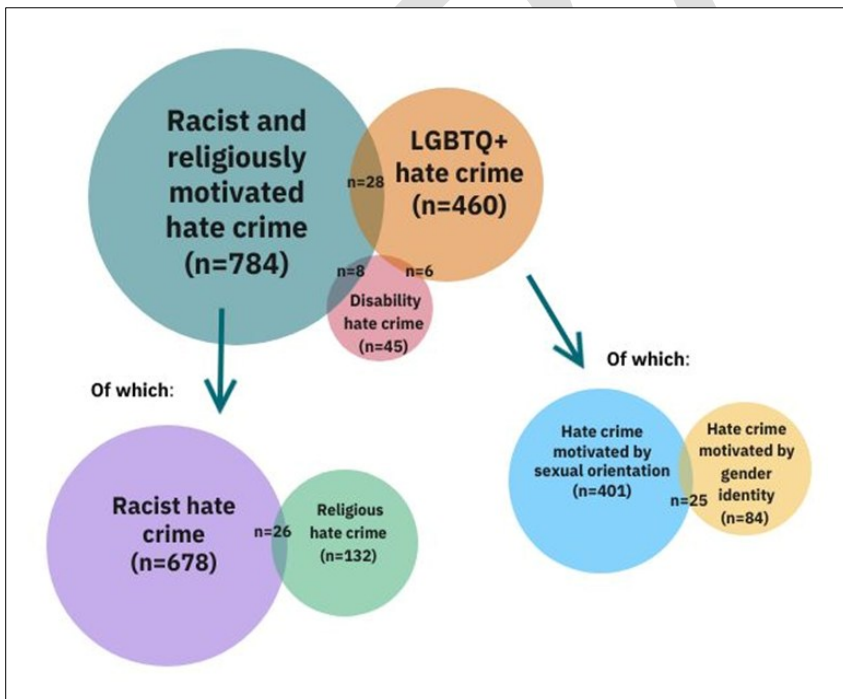 Racist and
religiously
motivated
hate crime
(n=784)
n=28
LGBTQ+
hate crime
(n=460)
n=8
n=6
Disability
hate crime
(n=45)
Of which:
Of which:
Racist hate
crime
(n=678)
n=26
Religious
hate crime
(n=132)
Hate crime
motivated by
sexual orientation
(n=401)
n=25
Hate crime
motivated by
gender
identity
(n=84)